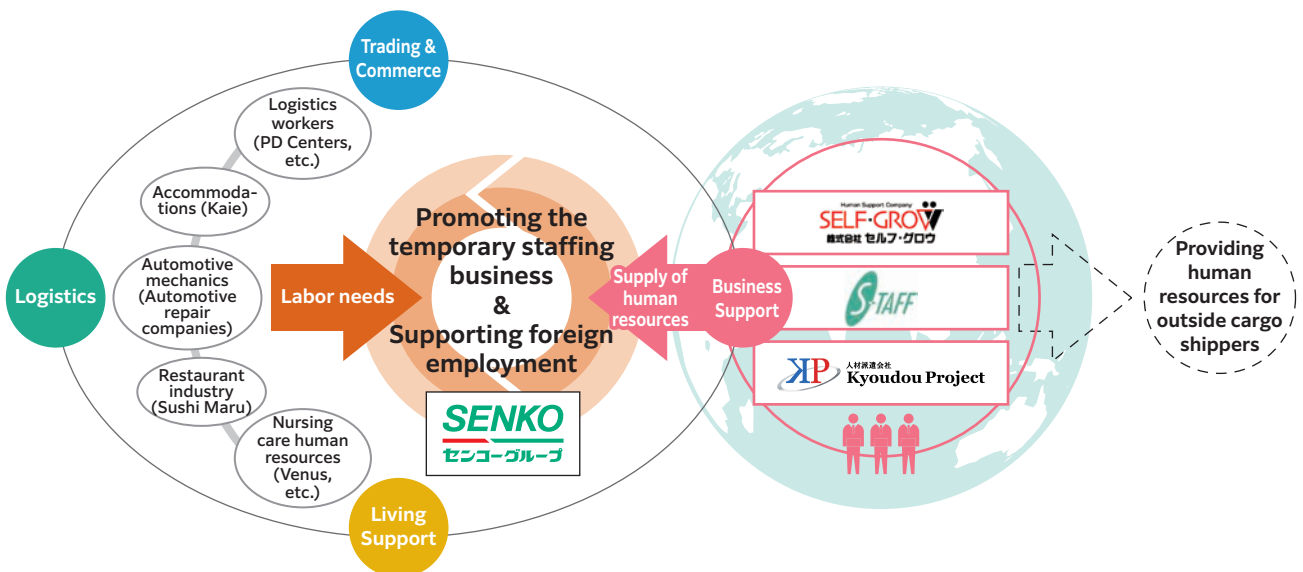 Trading &
Commerce
Logistics
workers
(PD Centers,
etc.)
Accommoda-
tions (Kaie)
Logistics
Automotive
mechanics
(Automotive
repair
companies)
Restaurant
industry
(Sushi Maru)
Nursing
care human
resources
(Venus,
etc.)
Living
Support
Labor needs
Promoting the
temporary staffing
business
&
Supporting foreign
employment
SENKO
センコーグループ
Supply of
human
resources
Business
Support
Human Support Company
SELF・GROW
株式会社 セルフ・グロウ
S-TAFF
KP
人材派遣会社
Kyoudou Project
Providing
human
resources for
outside cargo
shippers